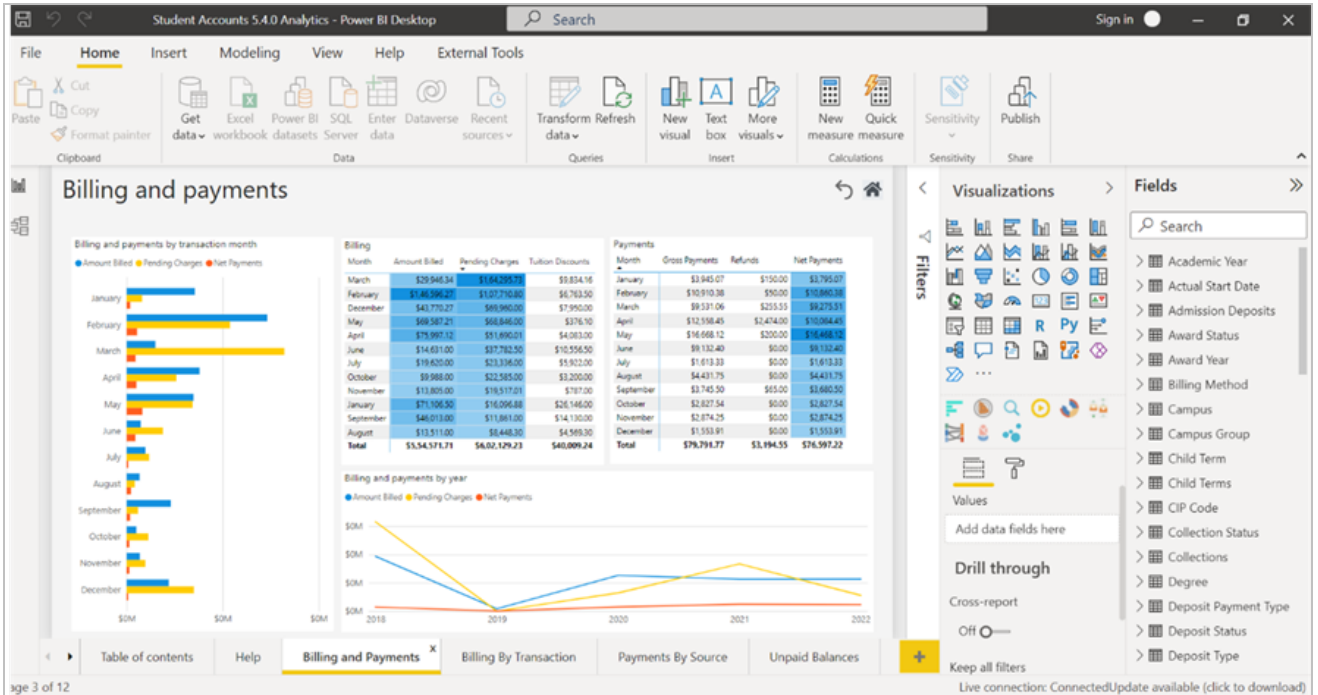 Student Accounts 5.4.0 Analytics - Power BI Desktop
Search
Sign in
File Home Insert Modeling View Help External Tools
Paste
Cut
Copy
Format painter
Clipboard
Get data
Excel workbook
Power BI datasets
SQL Server
Enter data
Dataverse
Recent sources
Data
Transform data
Refresh
Queries
New visual
Text box
More visuals
Insert
New measure
Quick measure
Calculations
Sensitivity
Sensitivity
Publish
Share
Billing and payments
Billing and payments by transaction month
Amount Billed Pending Charges Net Payments
January
February
March
April
May
June
July
August
September
October
November
December
$0M $0M $0M
Billing
Month Amount Billed Pending Charges Tuition Discounts
March $29,946.34 $1,64,295.73 $9,834.16
February $1,46,596.27 $1,07,710.80 $6,763.50
December $43,770.27 $69,960.00 $7,950.00
May $69,587.21 $68,646.00 $376.10
April $75,997.12 $51,690.01 $4,083.00
June $14,631.00 $37,782.50 $10,556.50
July $19,620.00 $23,336.00 $5,922.00
October $9,988.00 $22,585.00 $3,200.00
November $13,805.00 $19,517.01 $787.00
January $71,106.50 $16,096.88 $26,146.00
September $46,013.00 $11,861.00 $14,130.00
August $13,511.00 $8,448.30 $4,569.30
Total $5,54,571.71 $6,02,129.23 $40,009.24
Payments
Month Gross Payments Refunds Net Payments
January $3,945.07 $150.00 $3,795.07
February $10,910.38 $50.00 $10,860.38
March $9,531.06 $255.55 $9,275.51
April $12,558.45 $2,474.00 $10,084.45
May $16,668.12 $200.00 $16,468.12
June $9,132.40 $0.00 $9,132.40
July $1,613.33 $0.00 $1,613.33
August $4,431.75 $0.00 $4,431.75
September $3,745.50 $65.00 $3,680.50
October $2,827.54 $0.00 $2,827.54
November $2,874.25 $0.00 $2,874.25
December $1,553.91 $0.00 $1,553.91
Total $79,791.77 $3,194.55 $76,597.22
Billing and payments by year
Amount Billed Pending Charges Net Payments
$0M
$0M
$0M
$0M
2018 2019 2020 2021 2022
Filters
Visualizations
R Py
Values
Add data fields here
Drill through
Cross-report
Off
Keep all filters
Fields
Search
Academic Year
Actual Start Date
Admission Deposits
Award Status
Award Year
Billing Method
Campus
Campus Group
Child Term
Child Terms
CIP Code
Collection Status
Collections
Degree
Deposit Payment Type
Deposit Status
Deposit Type
Table of contents Help Billing and Payments x Billing By Transaction Payments By Source Unpaid Balances +
age 3 of 12
Live connection: ConnectedUpdate available (click to download)